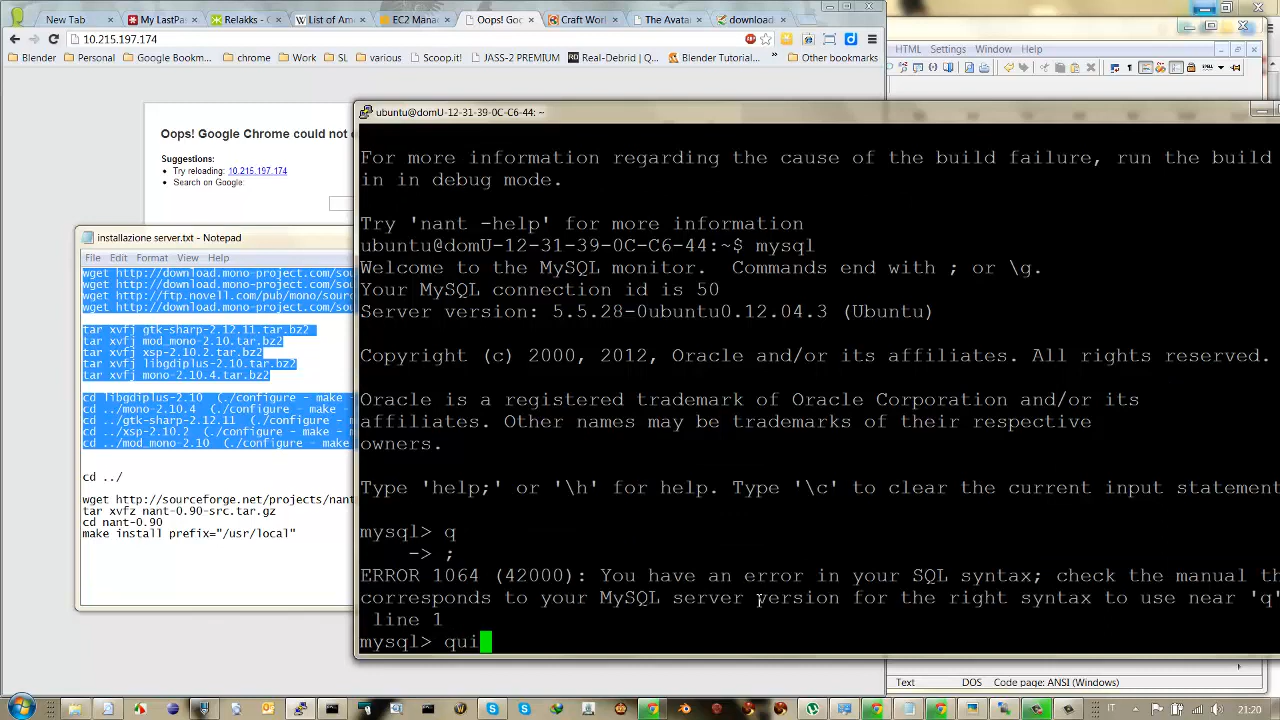 New Tab
My LastPa
Relakks -
List of Am
EC2 Mana
Oops! Goo
Craft Worl
The Avata
download
10.215.197.174
Blender
Personal
Google Bookm...
chrome
Work
SL
various
Scoop.it!
JASS-2 PREMIUM
RD Real-Debrid | Q...
Blender Tutorial...
»
Other bookmarks
HTML Settings Window Help
Oops! Google Chrome could not
Suggestions:
• Try reloading: 10.215.197.174
• Search on Google:
installazione server.txt - Notepad
File Edit Format View Help
wget http://download.mono-project.com/sour
wget http://download.mono-project.com/sour
wget http://ftp.novell.com/pub/mono/sourc
wget http://download.mono-project.com/sour
tar xvfj gtk-sharp-2.12.11.tar.bz2
tar xvfj mod_mono-2.10.tar.bz2
tar xvfj xsp-2.10.2.tar.bz2
tar xvfj libgdiplus-2.10.tar.bz2
tar xvfj mono-2.10.4.tar.bz2
cd libgdiplus-2.10 (./configure - make
cd ../mono-2.10.4 (./configure - make -
cd ../gtk-sharp-2.12.11 (./configure -
cd ../xsp-2.10.2 (./configure - make -
cd ../mod_mono-2.10 (./configure - make
cd ../
wget http://sourceforge.net/projects/nant
tar xvfz nant-0.90-src.tar.gz
cd nant-0.90
make install prefix="/usr/local"
ubuntu@domU-12-31-39-0C-C6-44: ~
For more information regarding the cause of the build failure, run the build
in in debug mode.
Try 'nant -help' for more information
ubuntu@domU-12-31-39-0C-C6-44:~$ mysql
Welcome to the MySQL monitor.  Commands end with ; or \g.
Your MySQL connection id is 50
Server version: 5.5.28-0ubuntu0.12.04.3 (Ubuntu)
Copyright (c) 2000, 2012, Oracle and/or its affiliates. All rights reserved.
Oracle is a registered trademark of Oracle Corporation and/or its
affiliates. Other names may be trademarks of their respective
owners.
Type 'help;' or '\h' for help. Type '\c' to clear the current input statement
mysql> q
-> ;
ERROR 1064 (42000): You have an error in your SQL syntax; check the manual th
corresponds to your MySQL server version for the right syntax to use near 'q'
line 1
mysql> qui
Text
DOS
Code page: ANSI (Windows)
IT
21:20